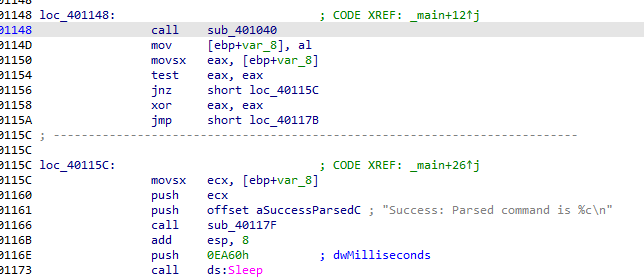 01148
01148 loc_401148: ; CODE XREF: _main+12↑j
01148 call sub_401040
0114D mov [ebp+var_8], al
01150 movsx eax, [ebp+var_8]
01154 test eax, eax
01156 jnz short loc_40115C
01158 xor eax, eax
0115A jmp short loc_40117B
0115C ; ---------------------------------------------------------------------------
0115C
0115C loc_40115C: ; CODE XREF: _main+26↑j
0115C movsx ecx, [ebp+var_8]
01160 push ecx
01161 push offset aSuccessParsedC ; "Success: Parsed command is %c\n"
01166 call sub_40117F
0116B add esp, 8
0116E push 0EA60h ; dwMilliseconds
01173 call ds:Sleep